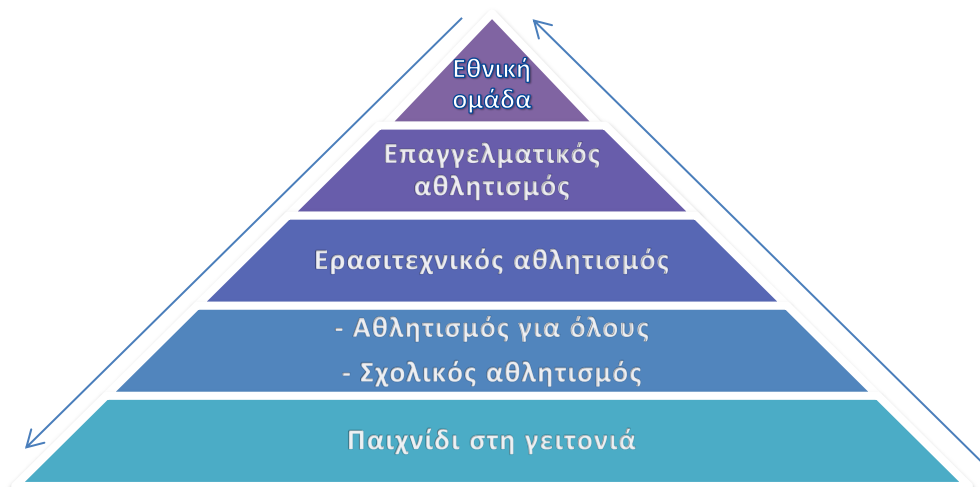 Εθνική
ομάδα
Επαγγελματικός
αθλητισμός
Ερασιτεχνικός αθλητισμός
- Αθλητισμός για όλους
- Σχολικός αθλητισμός
Παιχνίδι στη γειτονιά